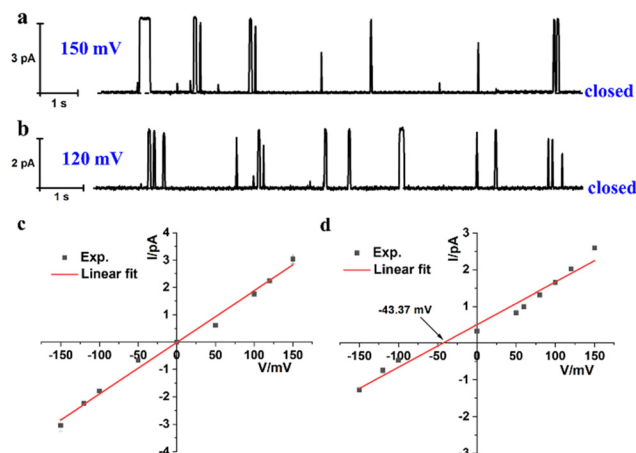 a
150 mV
3 pA
1 s
closed
b
120 mV
2 pA
1 s
closed
c
I/pA
4
3
2
1
0
-1
-2
-3
-4
-150 -100 -50 0 50 100 150
V/mV
Exp.
Linear fit
d
I/pA
3
2
1
0
-1
-2
-3
-150 -100 -50 0 50 100 150
V/mV
Exp.
Linear fit
-43.37 mV